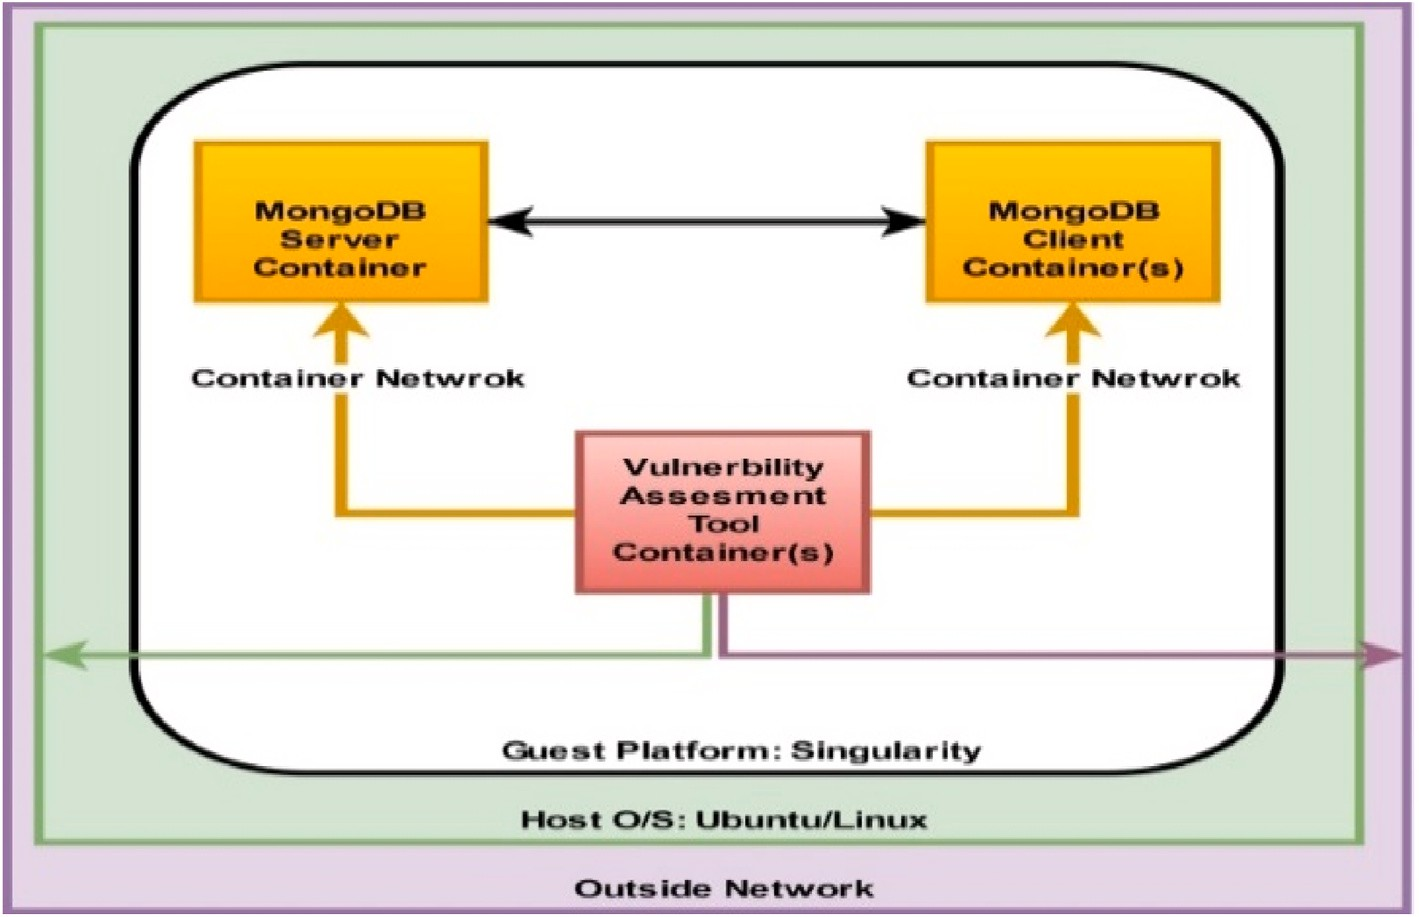 MongoDB
Server
Container
MongoDB
Client
Container(s)
Container Netwrok
Container Netwrok
Vulnerbility
Assesment
Tool
Container(s)
Guest Platform: Singularity
Host O/S: Ubuntu/Linux
Outside Network